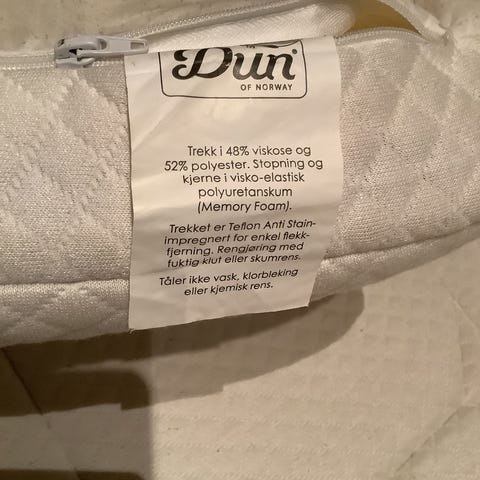 Dun®
OF NORWAY
Trekk i 48% viskose og
52% polyester. Stopning og
kjerne i visko-elastisk
polyuretanskum
(Memory Foam).
Trekket er Teflon Anti Stain-
impregnert for enkel flekk-
fjerning. Rengjøring med
fuktig klut eller skumrens.
Tåler ikke vask, klorbleking
eller kjemisk rens.